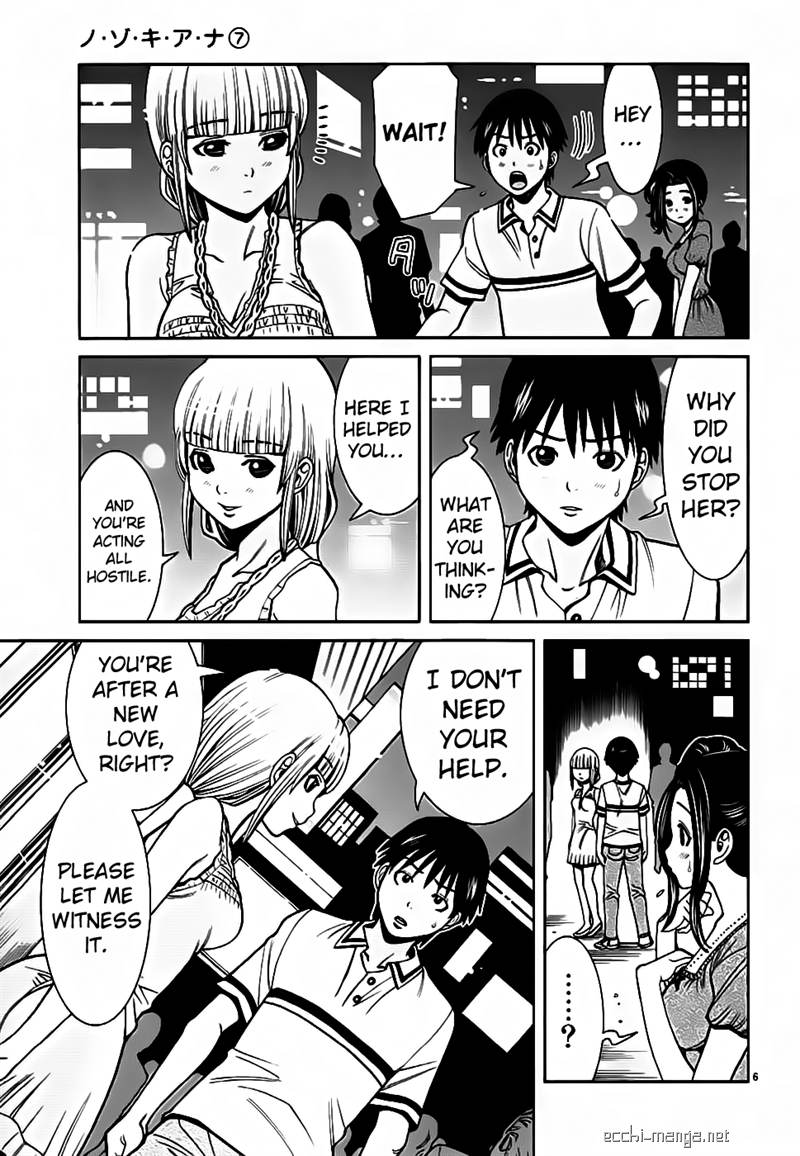 ノ・ゾ・キ・ア・ナ⑦
HEY
...
WAIT!
WHY
DID
YOU
STOP
HER?
WHAT
ARE
YOU
THINK-
ING?
HERE I
HELPED
YOU...
AND
YOU'RE
ACTING
ALL
HOSTILE.
......?
I DON'T
NEED
YOUR
HELP.
YOU'RE
AFTER A
NEW
LOVE,
RIGHT?
PLEASE
LET ME
WITNESS
IT.
6
ecchi-manga.net